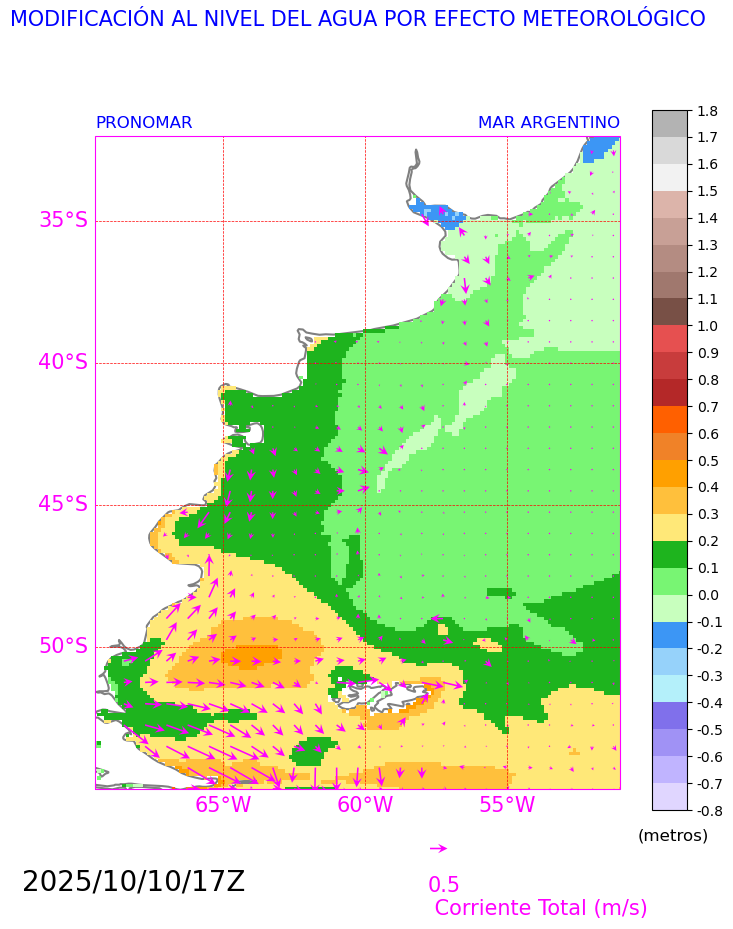 MODIFICACIÓN AL NIVEL DEL AGUA POR EFECTO METEOROLÓGICO
PRONOMAR MAR ARGENTINO
35°S
40°S
45°S
50°S
65°W 60°W 55°W
1.8
1.7
1.6
1.5
1.4
1.3
1.2
1.1
1.0
0.9
0.8
0.7
0.6
0.5
0.4
0.3
0.2
0.1
0.0
-0.1
-0.2
-0.3
-0.4
-0.5
-0.6
-0.7
-0.8
(metros)
2025/10/10/17Z
0.5
Corriente Total (m/s)